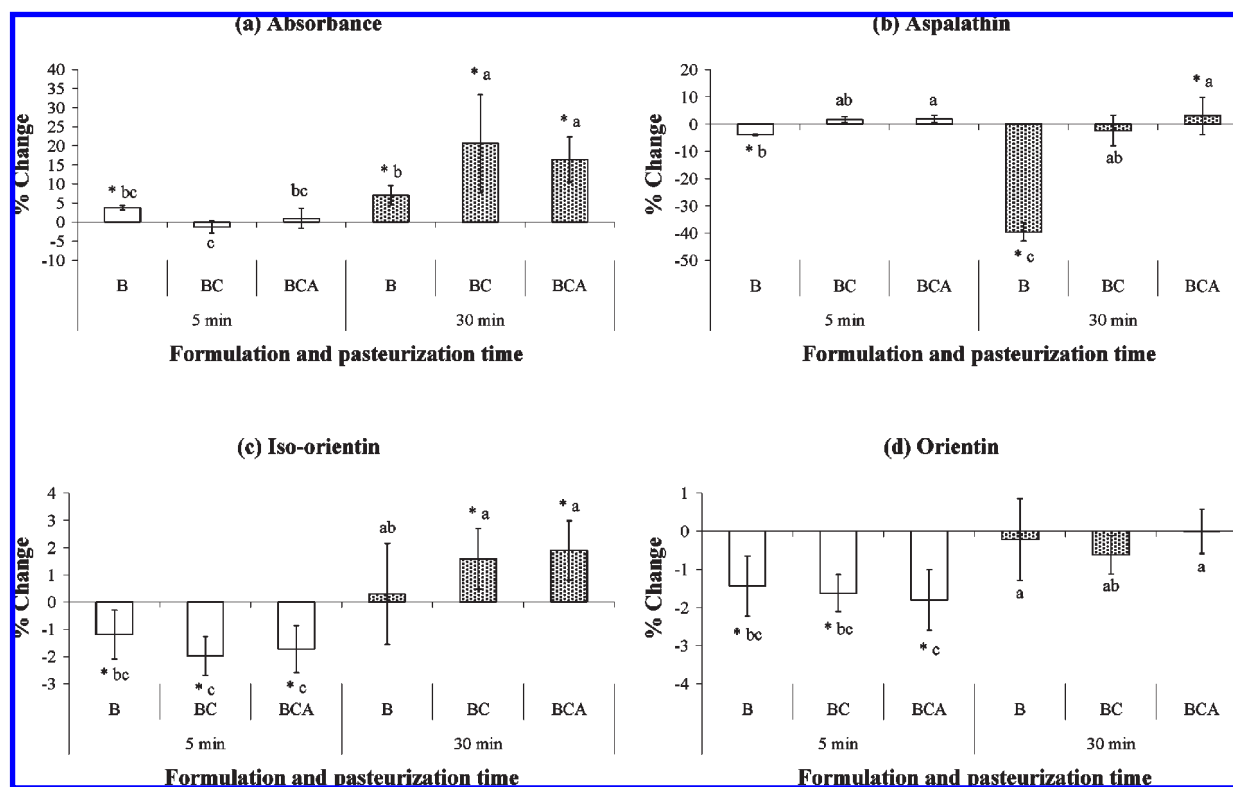 (a) Absorbance
% Change
40
35
30
25
20
15
10
5
0
-5
-10
* bc
c
bc
* b
* a
* a
B BC BCA B BC BCA
5 min 30 min
Formulation and pasteurization time
(b) Aspalathin
% Change
20
10
0
-10
-20
-30
-40
-50
* b
ab
a
* c
ab
* a
B BC BCA B BC BCA
5 min 30 min
Formulation and pasteurization time
(c) Iso-orientin
% Change
4
3
2
1
0
-1
-2
-3
* bc
* c
* c
ab
* a
* a
B BC BCA B BC BCA
5 min 30 min
Formulation and pasteurization time
(d) Orientin
% Change
1
0
-1
-2
-3
-4
* bc
* bc
* c
a
ab
a
B BC BCA B BC BCA
5 min 30 min
Formulation and pasteurization time